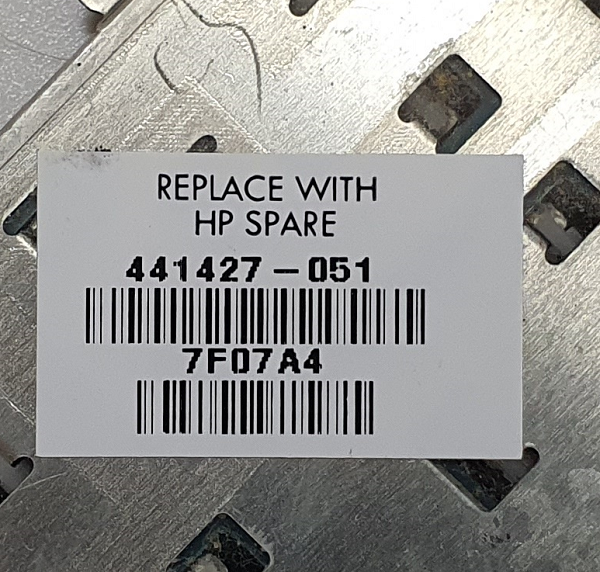 REPLACE WITH
HP SPARE
441427-051
7F07A4